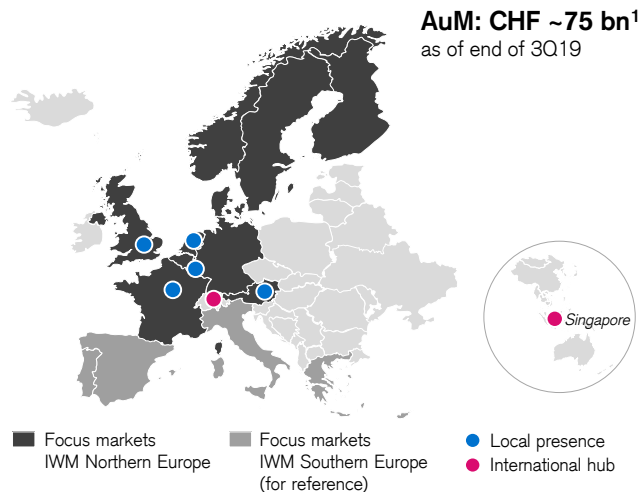 AuM: CHF ~75 bn¹
as of end of 3Q19
Singapore
Focus markets
IWM Northern Europe
Focus markets
IWM Southern Europe
(for reference)
Local presence
International hub